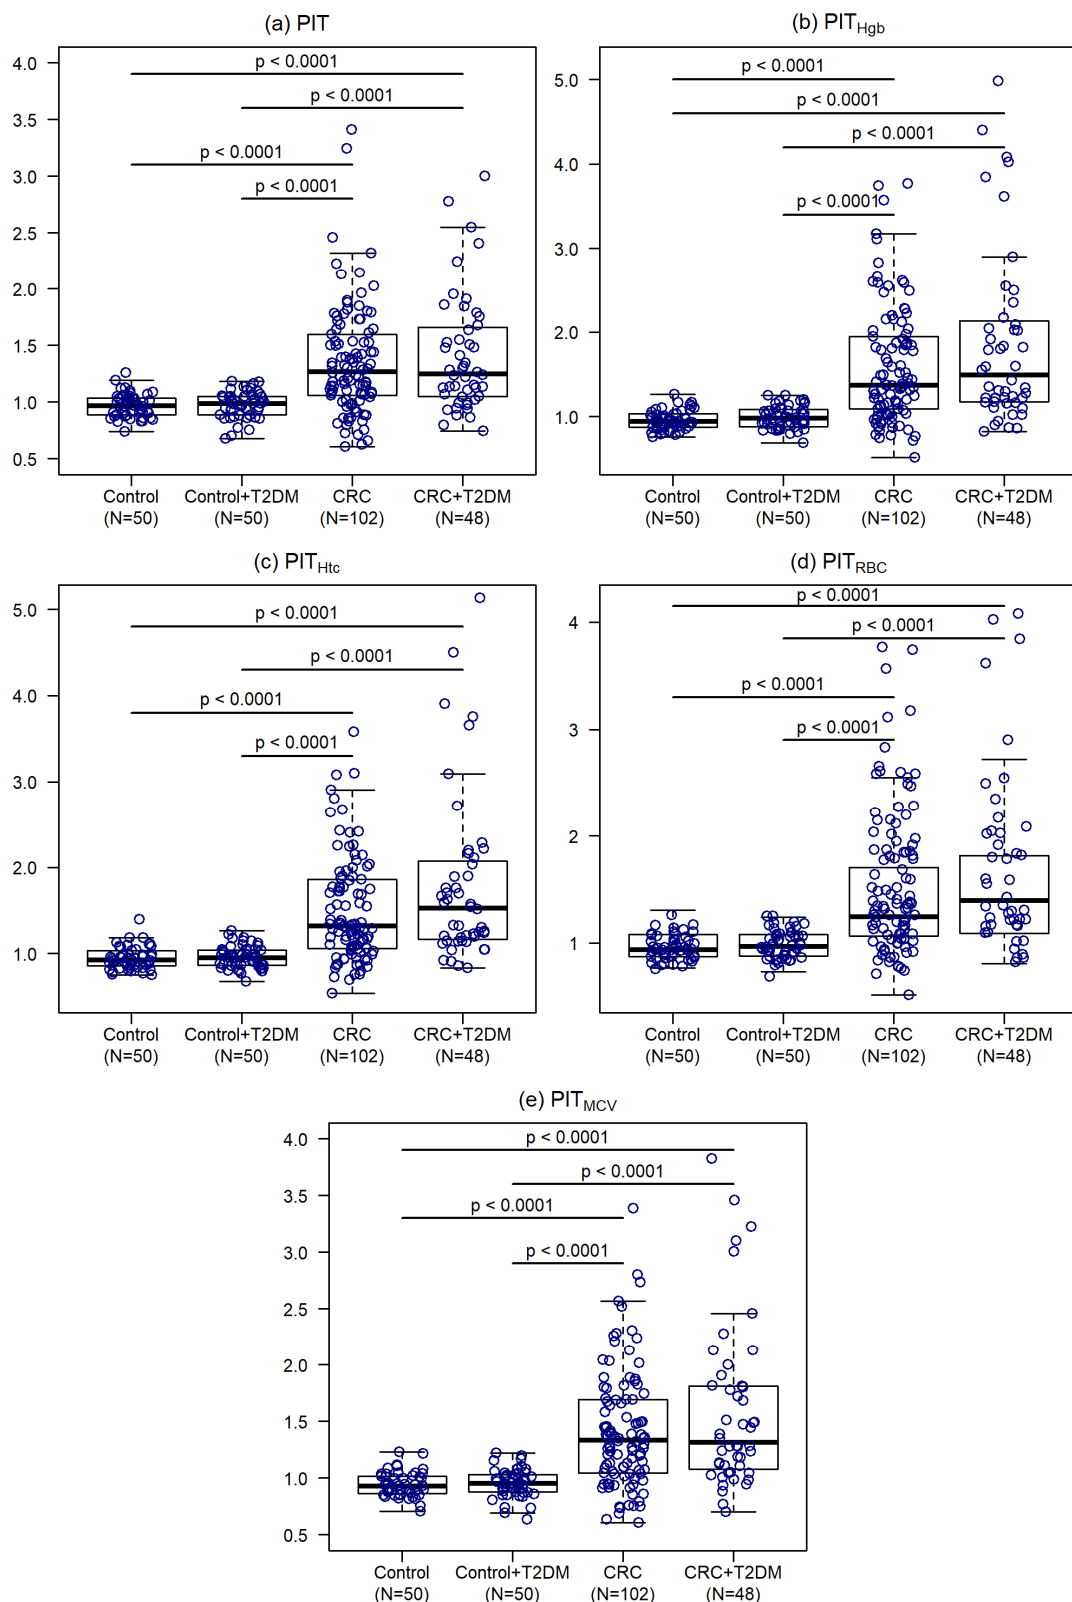 (a) PIT
4.0
3.5
3.0
2.5
2.0
1.5
1.0
0.5
p < 0.0001
p < 0.0001
p < 0.0001
p < 0.0001
Control Control+T2DM CRC CRC+T2DM
(N=50) (N=50) (N=102) (N=48)
(b) PIT_Hgb
5.0
4.0
3.0
2.0
1.0
p < 0.0001
p < 0.0001
p < 0.0001
p < 0.0001
Control Control+T2DM CRC CRC+T2DM
(N=50) (N=50) (N=102) (N=48)
(c) PIT_Htc
5.0
4.0
3.0
2.0
1.0
p < 0.0001
p < 0.0001
p < 0.0001
p < 0.0001
Control Control+T2DM CRC CRC+T2DM
(N=50) (N=50) (N=102) (N=48)
(d) PIT_RBC
4
3
2
1
p < 0.0001
p < 0.0001
p < 0.0001
p < 0.0001
Control Control+T2DM CRC CRC+T2DM
(N=50) (N=50) (N=102) (N=48)
(e) PIT_MCV
4.0
3.5
3.0
2.5
2.0
1.5
1.0
0.5
p < 0.0001
p < 0.0001
p < 0.0001
p < 0.0001
Control Control+T2DM CRC CRC+T2DM
(N=50) (N=50) (N=102) (N=48)